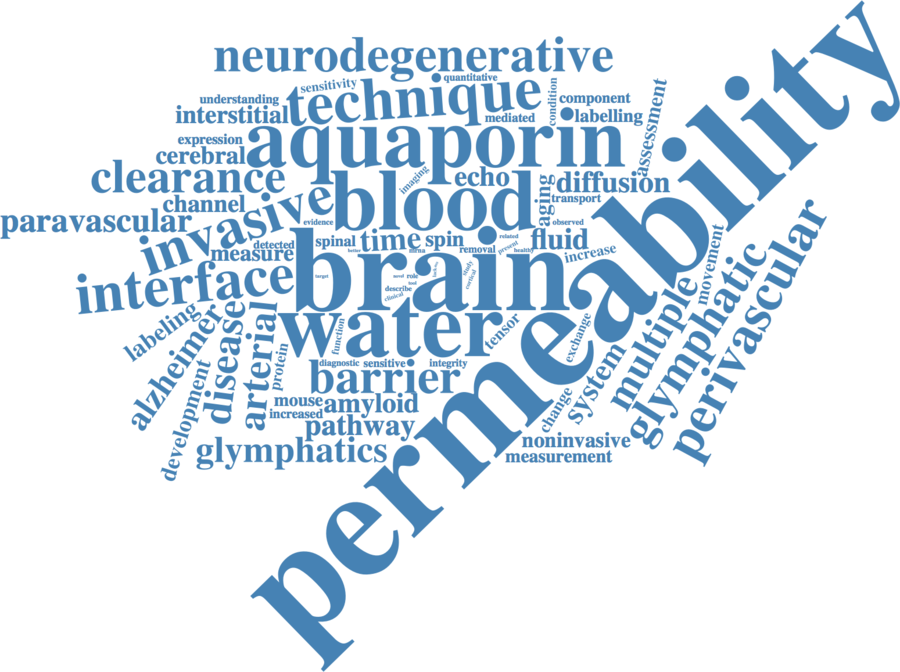 neurodegenerative
quantitative
sensitivity
understanding
technique
condition
component
interstitial
mediated
labelling
assessment
permeability
expression
aquaporin
cerebral
clearance
imaging
echo
diffusion
blood
aging
transport
channel
invasive
paravascular
evidence
observed
detected
spinal
time
spin
related
fluid
measure
better
removal
present
healthy
increase
interface
brain
target
novel
role
study
cortical
describe
clinical
movement
perivascular
labeling
alzheimer
disease
arterial
water
function
tensor
exchange
multiple
glymphatic
system
diagnostic
sensitive
integrity
protein
barrier
development
mouse
amyloid
increased
change
pathway
noninvasive
glymphatics
measurement